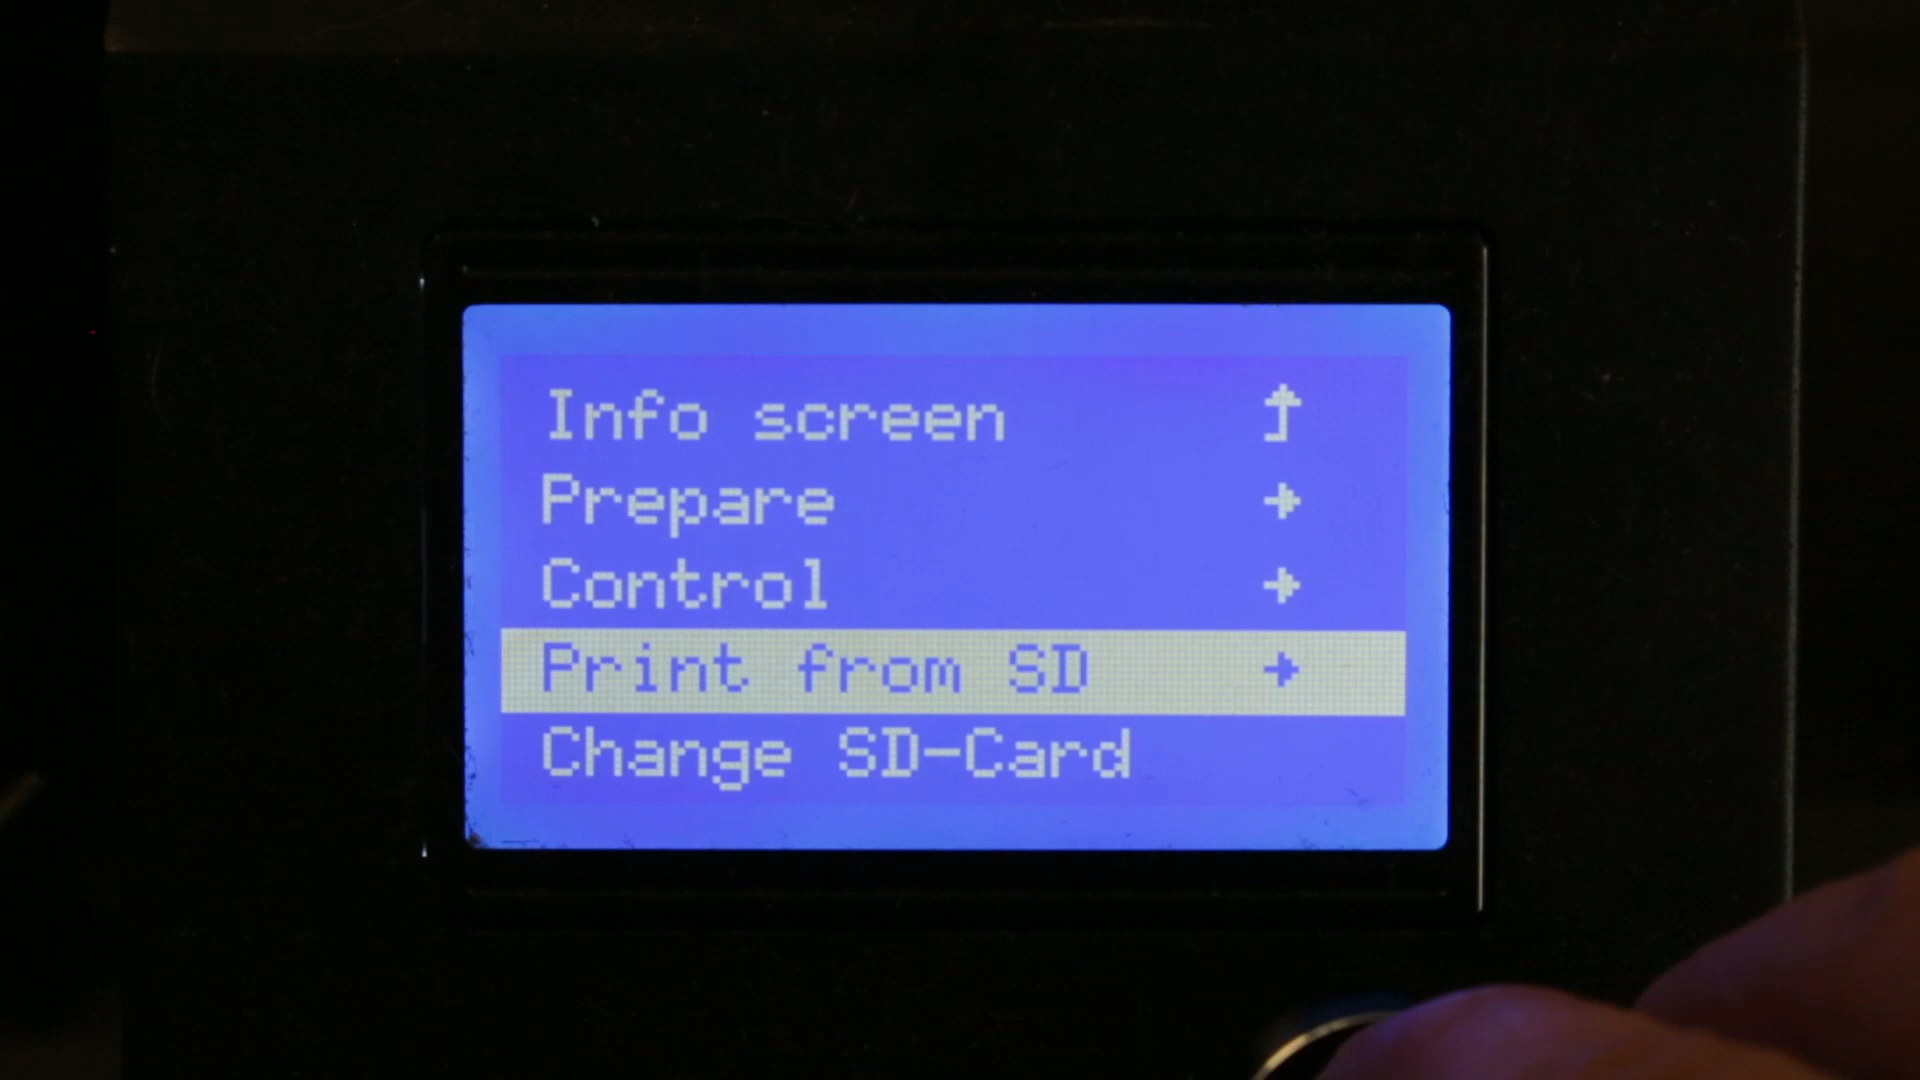 Info screen
Prepare
Control
Print from SD
Change SD-Card